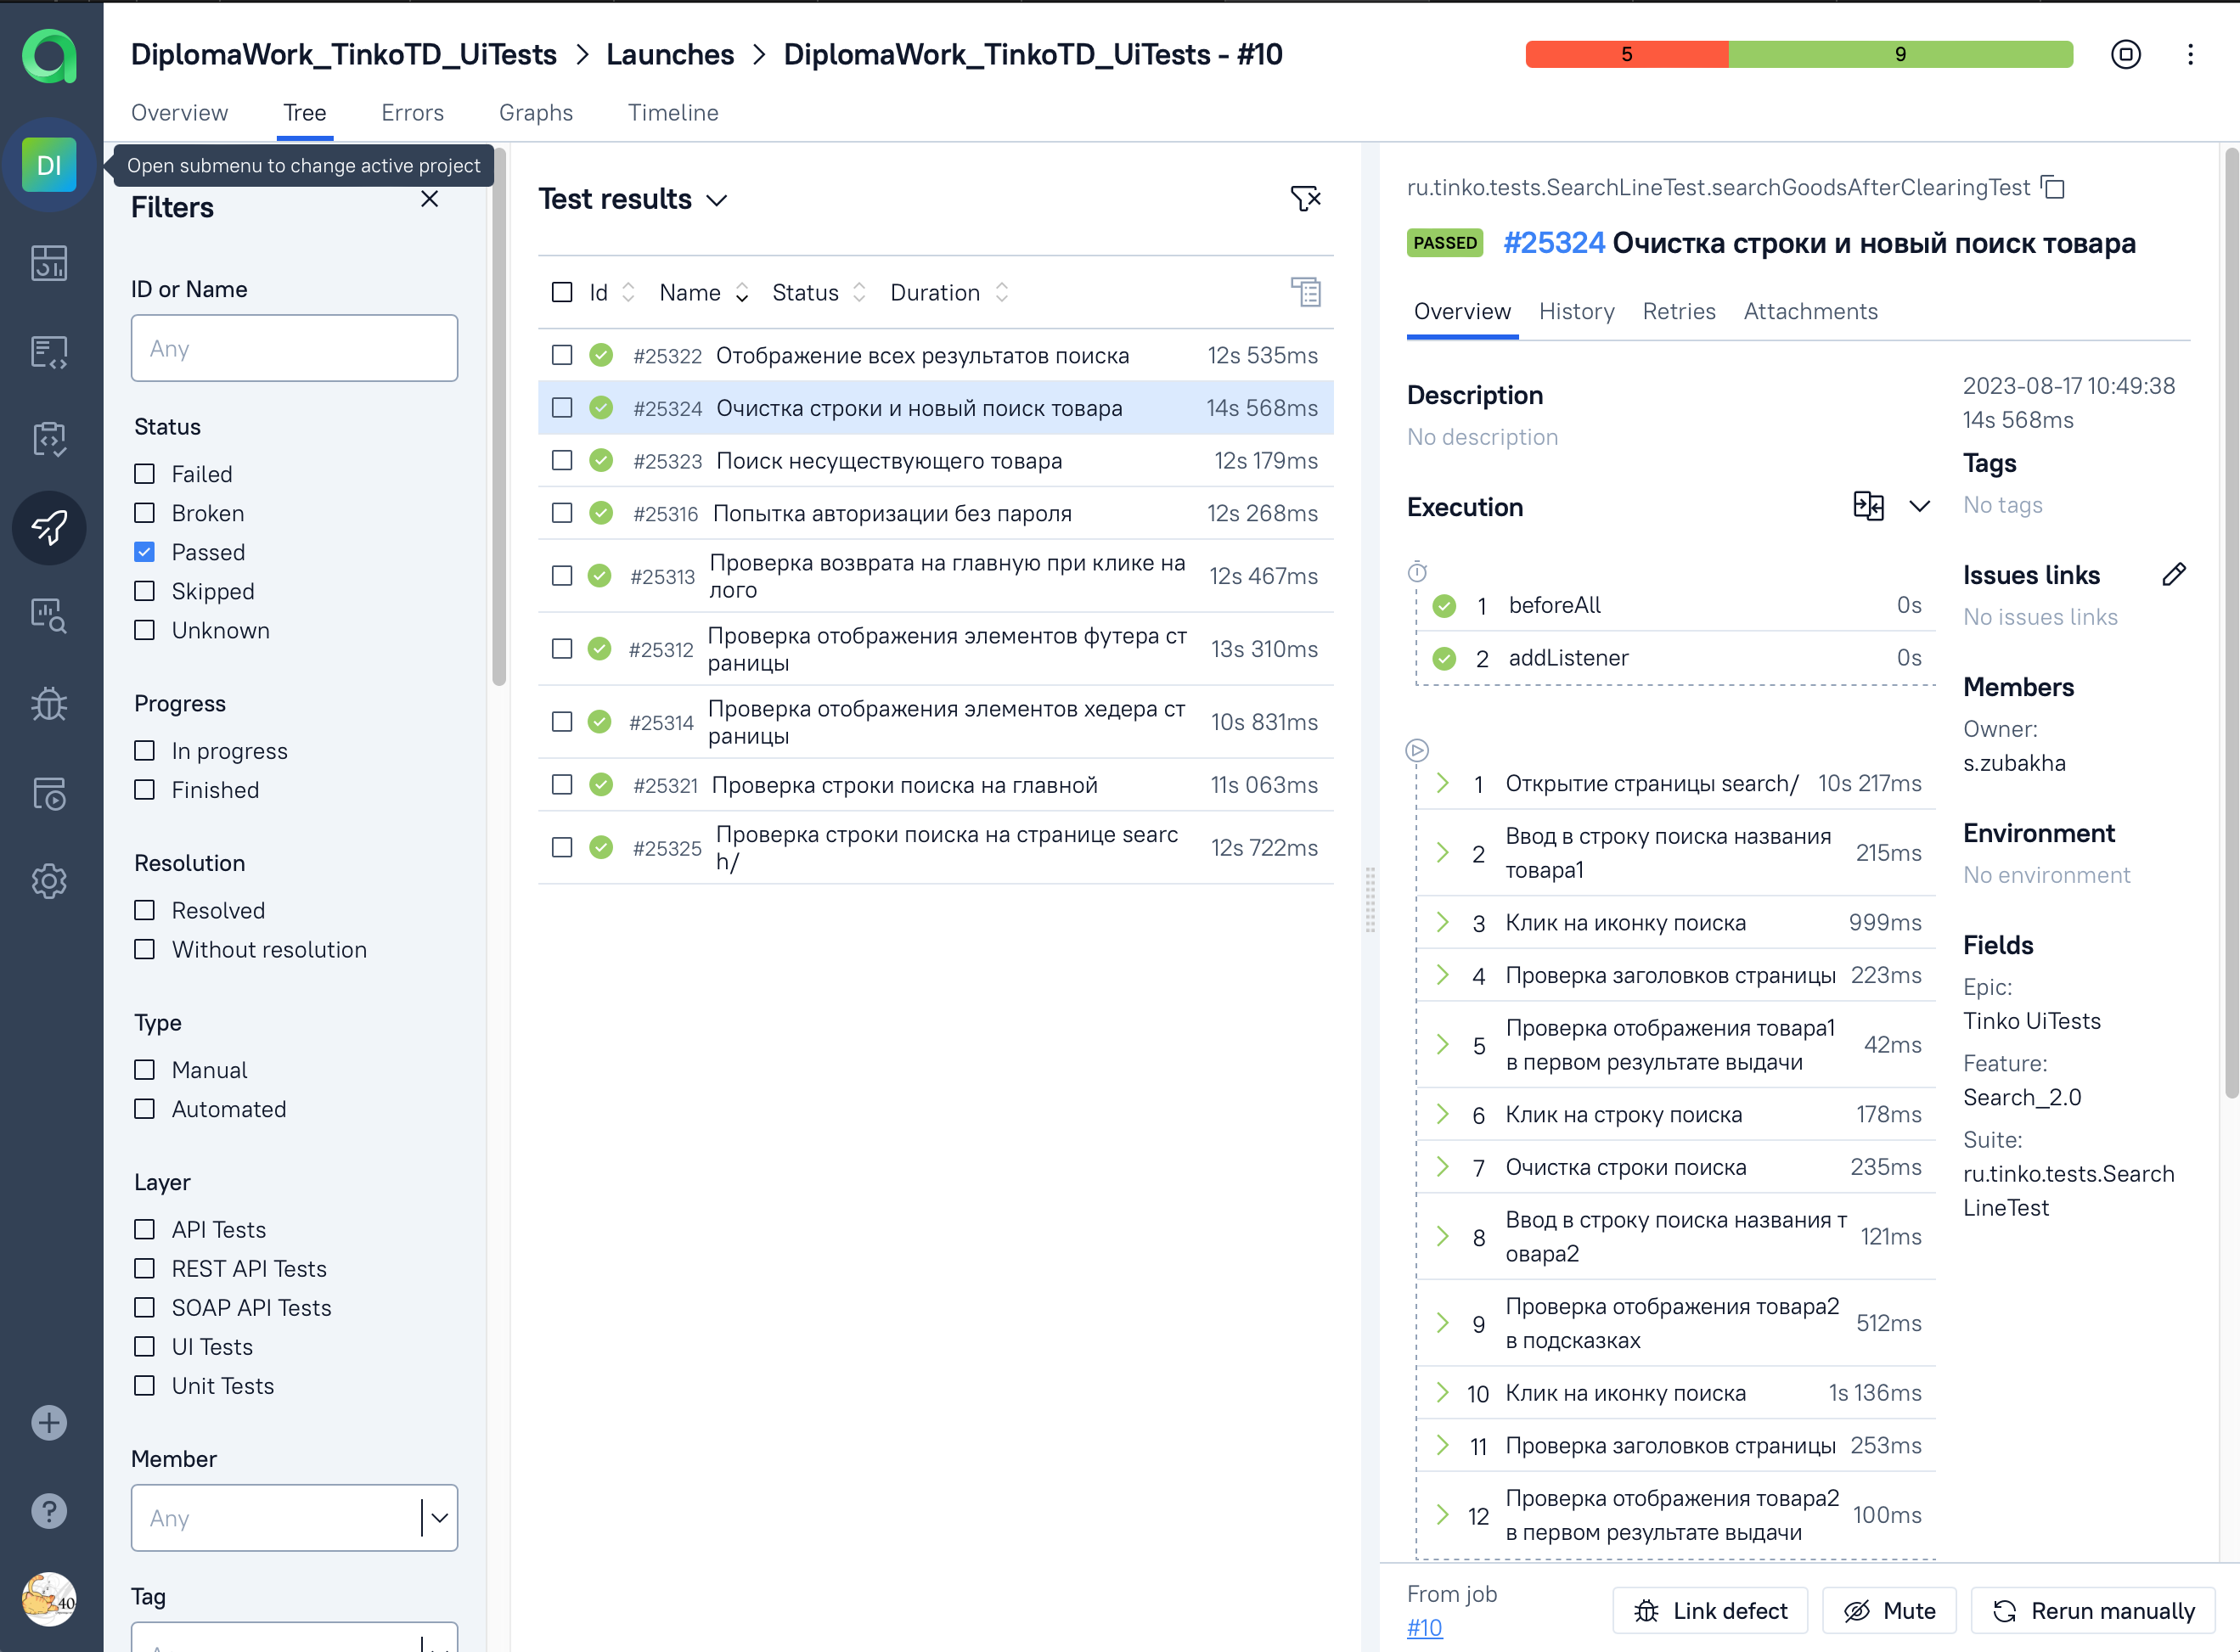 DiplomaWork_TinkoTD_UiTests > Launches > DiplomaWork_TinkoTD_UiTests - #10
5
9
Overview
Tree
Errors
Graphs
Timeline
DI
Open submenu to change active project
Filters
ID or Name
Any
Status
Failed
Broken
Passed
Skipped
Unknown
Progress
In progress
Finished
Resolution
Resolved
Without resolution
Type
Manual
Automated
Layer
API Tests
REST API Tests
SOAP API Tests
UI Tests
Unit Tests
Member
Any
Tag
40
Test results
Id Name Status Duration
#25322 Отображение всех результатов поиска 12s 535ms
#25324 Очистка строки и новый поиск товара 14s 568ms
#25323 Поиск несуществующего товара 12s 179ms
#25316 Попытка авторизации без пароля 12s 268ms
#25313 Проверка возврата на главную при клике на 12s 467ms
лого
#25312 Проверка отображения элементов футера ст 13s 310ms
раницы
#25314 Проверка отображения элементов хедера ст 10s 831ms
раницы
#25321 Проверка строки поиска на главной 11s 063ms
#25325 Проверка строки поиска на странице searc 12s 722ms
h/
ru.tinko.tests.SearchLineTest.searchGoodsAfterClearingTest
PASSED #25324 Очистка строки и новый поиск товара
Overview
History
Retries
Attachments
Description
No description
Execution
1 beforeAll 0s
2 addListener 0s
1 Открытие страницы search/ 10s 217ms
2 Ввод в строку поиска названия 215ms
товара1
3 Клик на иконку поиска 999ms
4 Проверка заголовков страницы 223ms
5 Проверка отображения товара1 42ms
в первом результате выдачи
6 Клик на строку поиска 178ms
7 Очистка строки поиска 235ms
8 Ввод в строку поиска названия т 121ms
овара2
9 Проверка отображения товара2 512ms
в подсказках
10 Клик на иконку поиска 1s 136ms
11 Проверка заголовков страницы 253ms
12 Проверка отображения товара2 100ms
в первом результате выдачи
2023-08-17 10:49:38
14s 568ms
Tags
No tags
Issues links
No issues links
Members
Owner:
s.zubakha
Environment
No environment
Fields
Epic:
Tinko UiTests
Feature:
Search_2.0
Suite:
ru.tinko.tests.Search
LineTest
From job
#10
Link defect
Mute
Rerun manually